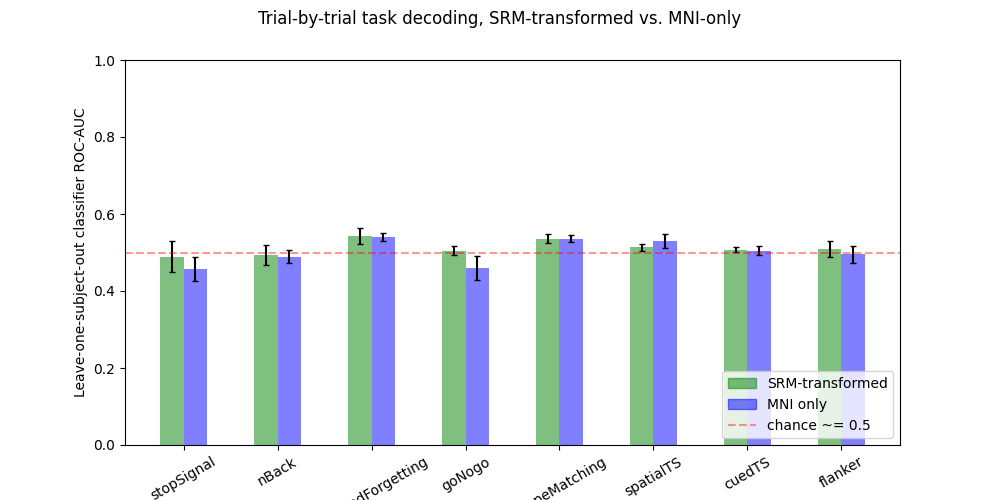 Trial-by-trial task decoding, SRM-transformed vs. MNI-only
Leave-one-subject-out classifier ROC-AUC
1.0
0.8
0.6
0.4
0.2
0.0
SRM-transformed
MNI only
chance ~= 0.5
stopSignal
nBack
dForgetting
goNogo
peMatching
spatialTS
cuedTS
flanker